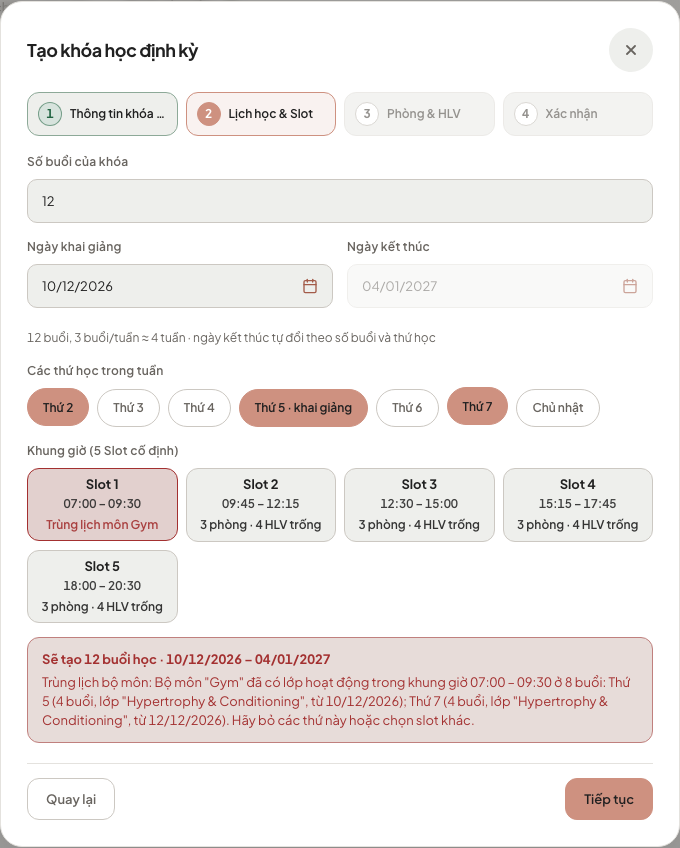 Tạo khóa học định kỳ
1 Thông tin khóa ...
2 Lịch học & Slot
3 Phòng & HLV
4 Xác nhận
Số buổi của khóa
12
Ngày khai giảng
Ngày kết thúc
10/12/2026
04/01/2027
12 buổi, 3 buổi/tuần ≈ 4 tuần · ngày kết thúc tự đổi theo số buổi và thứ học
Các thứ học trong tuần
Thứ 2
Thứ 3
Thứ 4
Thứ 5 · khai giảng
Thứ 6
Thứ 7
Chủ nhật
Khung giờ (5 Slot cố định)
Slot 1
07:00 – 09:30
Trùng lịch môn Gym
Slot 2
09:45 – 12:15
3 phòng · 4 HLV trống
Slot 3
12:30 – 15:00
3 phòng · 4 HLV trống
Slot 4
15:15 – 17:45
3 phòng · 4 HLV trống
Slot 5
18:00 – 20:30
3 phòng · 4 HLV trống
Sẽ tạo 12 buổi học · 10/12/2026 – 04/01/2027
Trùng lịch bộ môn: Bộ môn "Gym" đã có lớp hoạt động trong khung giờ 07:00 – 09:30 ở 8 buổi: Thứ
5 (4 buổi, lớp "Hypertrophy & Conditioning", từ 10/12/2026); Thứ 7 (4 buổi, lớp "Hypertrophy &
Conditioning", từ 12/12/2026). Hãy bỏ các thứ này hoặc chọn slot khác.
Quay lại
Tiếp tục